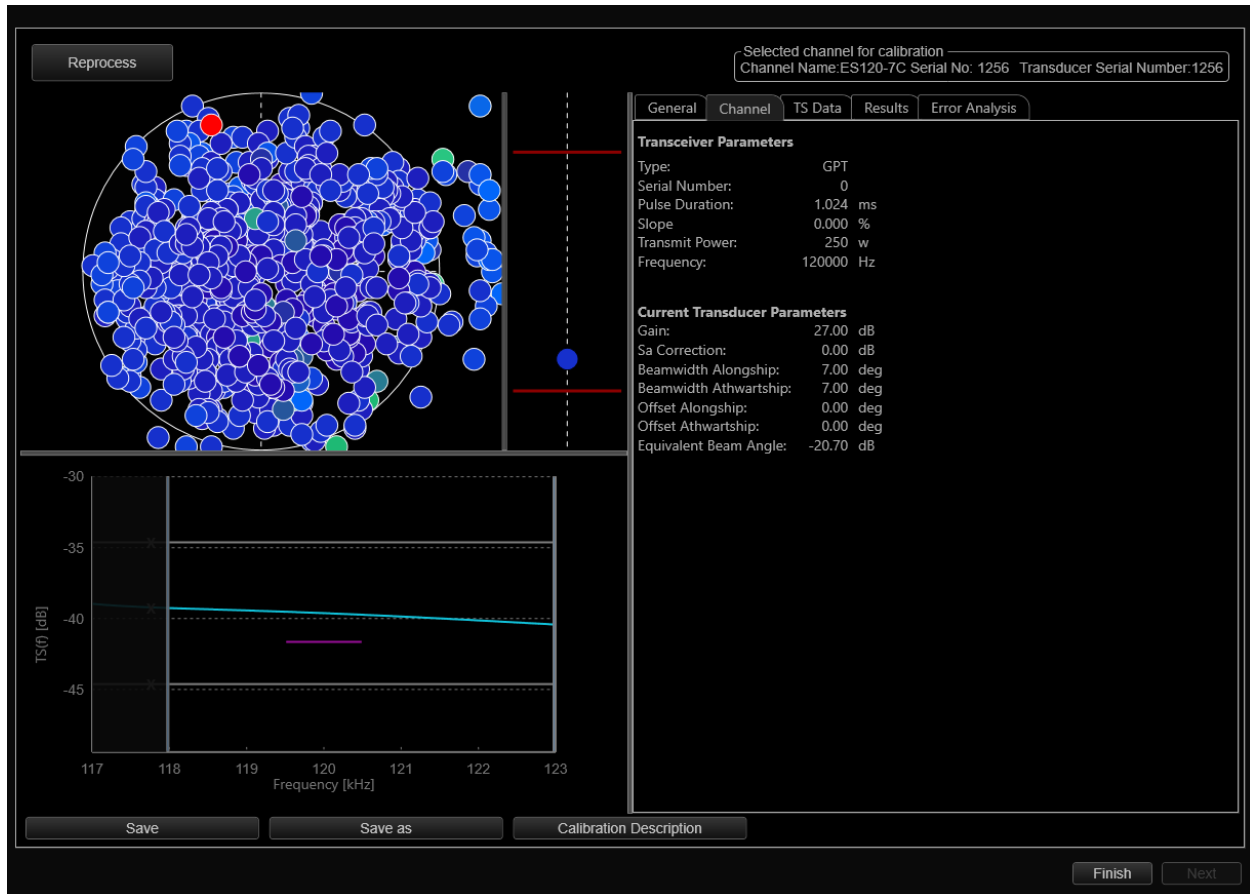 Reprocess
Selected channel for calibration
Channel Name:ES120-7C Serial No: 1256 Transducer Serial Number:1256
General Channel TS Data Results Error Analysis
Transceiver Parameters
Type: GPT
Serial Number: 0
Pulse Duration: 1.024 ms
Slope 0.000 %
Transmit Power: 250 w
Frequency: 120000 Hz
Current Transducer Parameters
Gain: 27.00 dB
Sa Correction: 0.00 dB
Beamwidth Alongship: 7.00 deg
Beamwidth Athwartship: 7.00 deg
Offset Alongship: 0.00 deg
Offset Athwartship: 0.00 deg
Equivalent Beam Angle: -20.70 dB
-30
-35
-40
-45
TS(f) [dB]
117 118 119 120 121 122 123
Frequency [kHz]
Save Save as Calibration Description
Finish Next